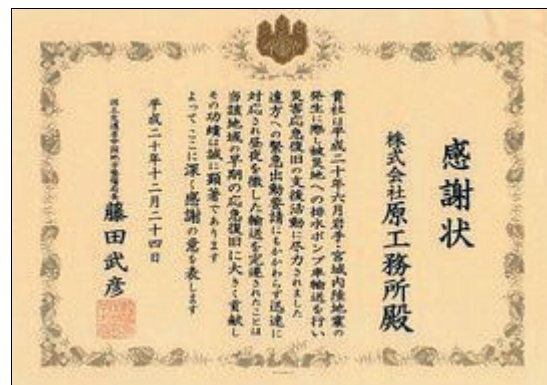 感謝状
株式会社原工務所殿
貴社は平成二十年六月岩手・宮城内陸地震の
発生に際し被災地への排水ポンプ車輸送を行い
災害応急復旧の支援活動に尽力されました
遠方への緊急出動要請にもかかわらず迅速に
対応され昼夜を徹した輸送を完遂されたことは
当該地域の早期の応急復旧に大きく貢献し
その功績は誠に顕著であります
よってここに深く感謝の意を表します
平成二十年十二月二十四日
藤田武彦